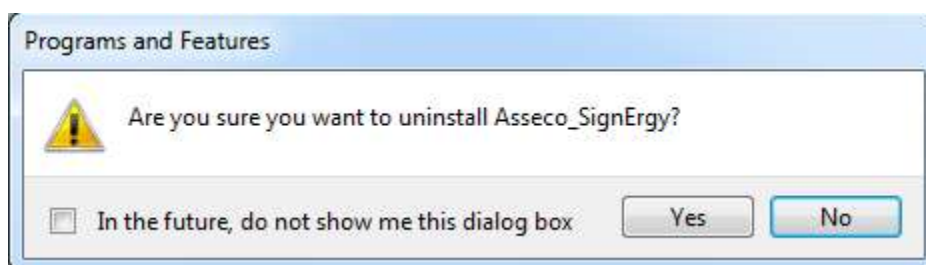 Programs and Features
Are you sure you want to uninstall Asseco_SignErgy?
In the future, do not show me this dialog box
Yes
No